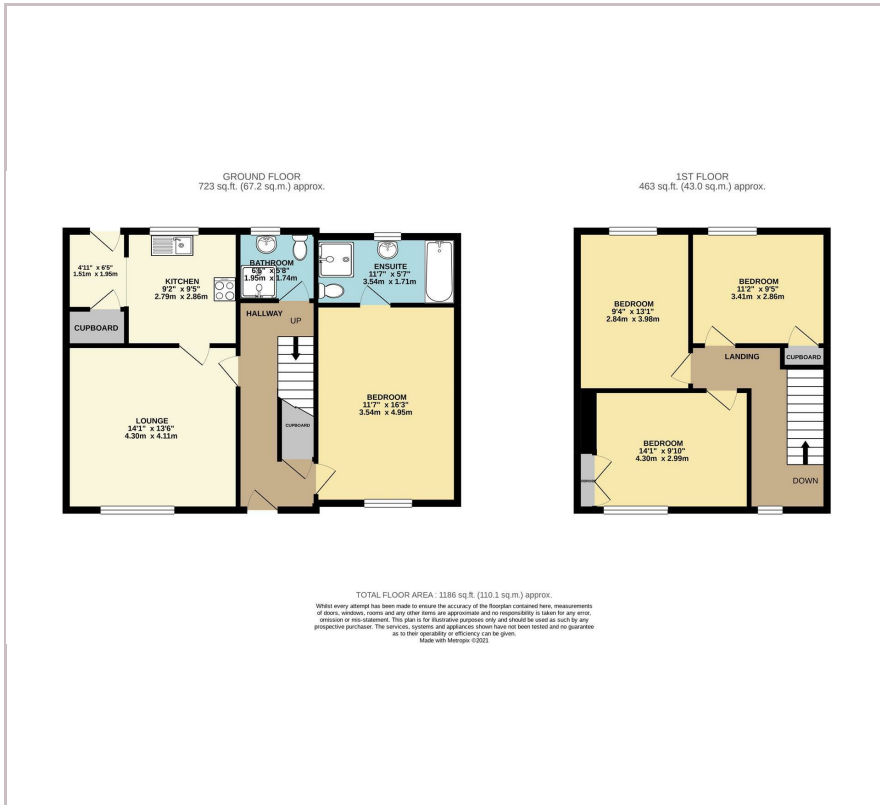 GROUND FLOOR
723 sq.ft. (67.2 sq.m.) approx.
4'11" x 6'5"
1.51m x 1.95m
KITCHEN
9'2" x 9'5"
2.79m x 2.86m
CUPBOARD
BATHROOM
6'5" x 5'8"
1.95m x 1.74m
ENSUITE
11'7" x 5'7"
3.54m x 1.71m
HALLWAY
UP
LOUNGE
14'1" x 13'6"
4.30m x 4.11m
CUPBOARD
BEDROOM
11'7" x 16'3"
3.54m x 4.95m
1ST FLOOR
463 sq.ft. (43.0 sq.m.) approx.
BEDROOM
9'4" x 13'1"
2.84m x 3.98m
BEDROOM
11'2" x 9'5"
3.41m x 2.86m
LANDING
CUPBOARD
BEDROOM
14'1" x 9'10"
4.30m x 2.99m
DOWN
TOTAL FLOOR AREA : 1186 sq.ft. (110.1 sq.m.) approx.
Whilst every attempt has been made to ensure the accuracy of the floorplan contained here, measurements
of doors, windows, rooms and any other items are approximate and no responsibility is taken for any error,
omission or mis-statement. This plan is for illustrative purposes only and should be used as such by any
prospective purchaser. The services, systems and appliances shown have not been tested and no guarantee
as to their operability or efficiency can be given.
Made with Metropix ©2021